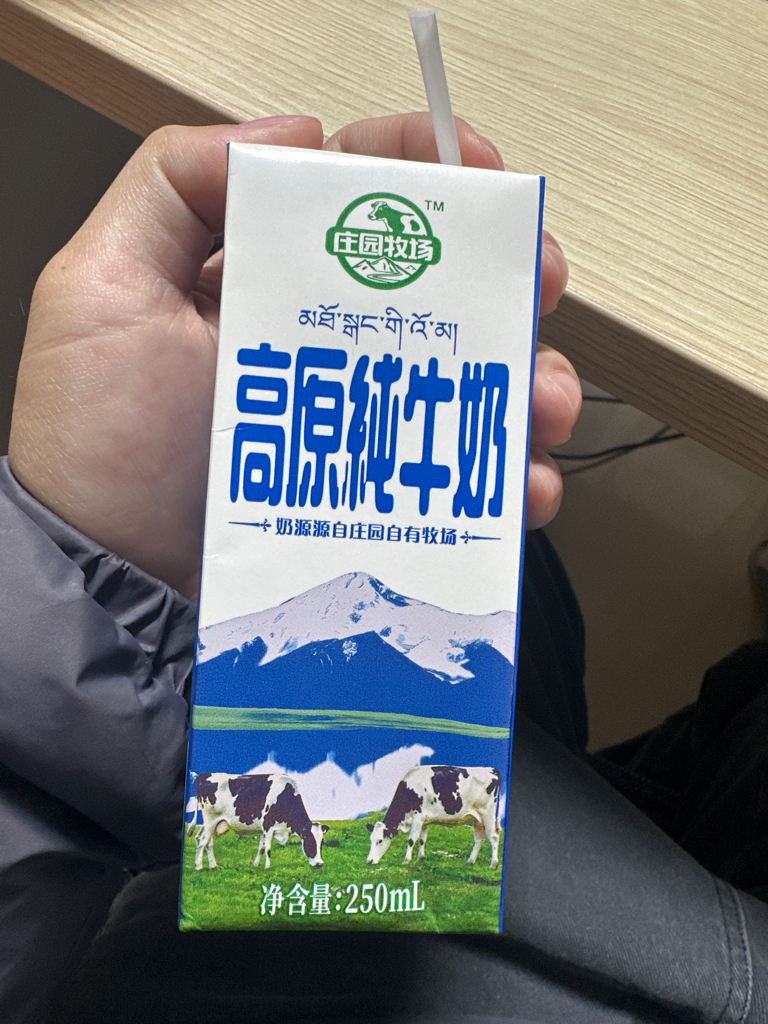 庄园牧场
TM
མཐོ་སྒང་གི་འོ་མ།
高原純牛奶
奶源源自庄园自有牧场
净含量:250mL